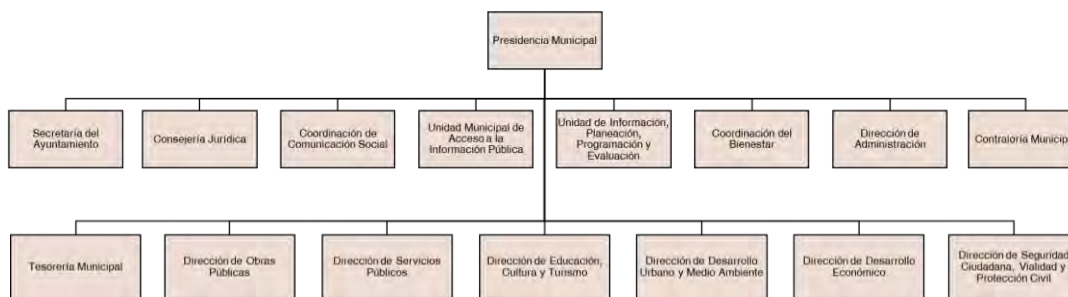 Presidencia Municipal
Secretaría del
Ayuntamiento
Consejería Jurídica
Coordinación de
Comunicación Social
Unidad Municipal de
Acceso a la
Información Pública
Unidad de Información,
Planeación,
Programación y
Evaluación
Coordinación del
Bienestar
Dirección de
Administración
Contraloría Municipal
Tesorería Municipal
Dirección de Obras
Públicas
Dirección de Servicios
Públicos
Dirección de Educación,
Cultura y Turismo
Dirección de Desarrollo
Urbano y Medio Ambiente
Dirección de Desarrollo
Económico
Dirección de Seguridad
Ciudadana, Vialidad y
Protección Civil